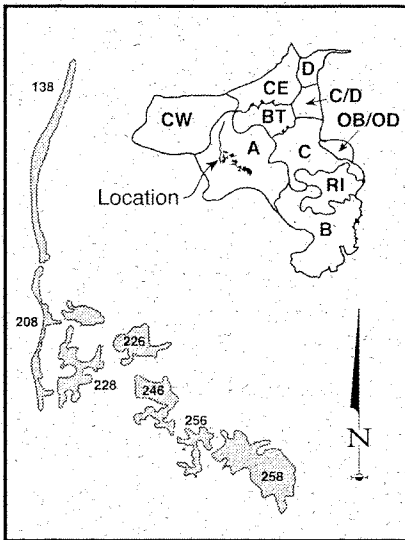 138
D
CE
C/D
CW
BT
OB/OD
A
C
Location
RI
B
208
226
228
246
N
256
258